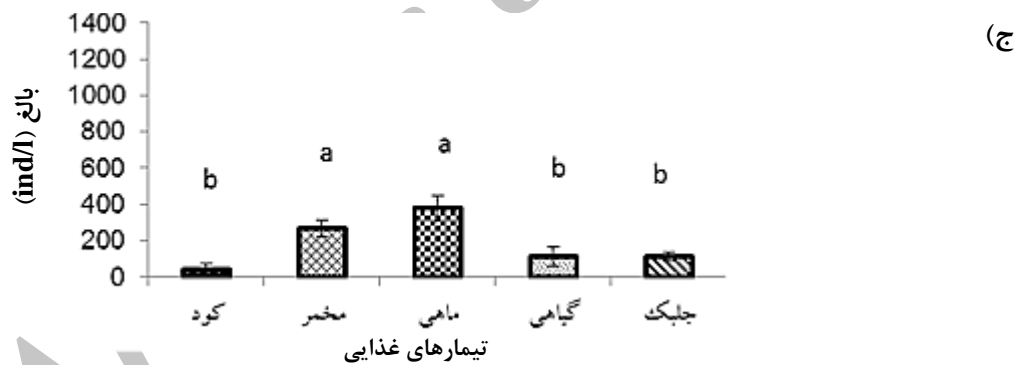 ج)
بالغ (ind/l)
1400
1200
1000
800
600
400
200
0
b
a
a
b
b
کود
مخمر
ماهی
گیاهی
جلبک
تیمارهای غذایی